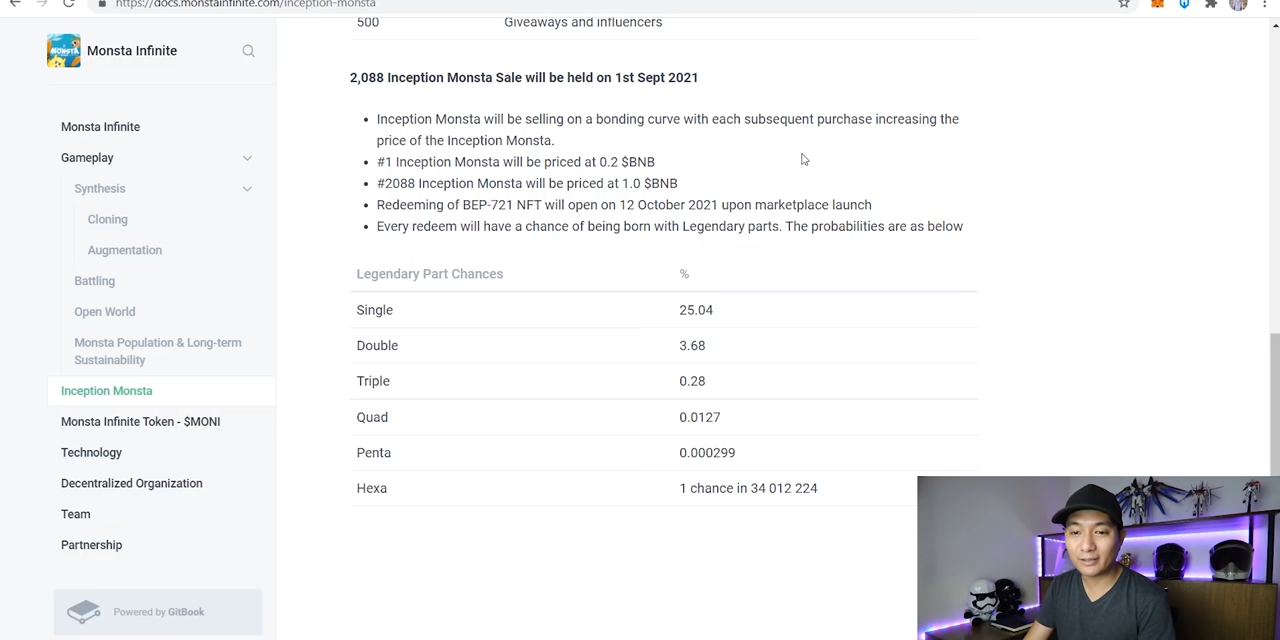 https://docs.monstainfinite.com/inception-monsta
Monsta Infinite
500 Giveaways and influencers
2,088 Inception Monsta Sale will be held on 1st Sept 2021
Inception Monsta will be selling on a bonding curve with each subsequent purchase increasing the
price of the Inception Monsta.
#1 Inception Monsta will be priced at 0.2 $BNB
#2088 Inception Monsta will be priced at 1.0 $BNB
Redeeming of BEP-721 NFT will open on 12 October 2021 upon marketplace launch
Every redeem will have a chance of being born with Legendary parts. The probabilities are as below
Legendary Part Chances %
Single 25.04
Double 3.68
Triple 0.28
Quad 0.0127
Penta 0.000299
Hexa 1 chance in 34 012 224
Monsta Infinite
Gameplay
Synthesis
Cloning
Augmentation
Battling
Open World
Monsta Population & Long-term
Sustainability
Inception Monsta
Monsta Infinite Token - $MONI
Technology
Decentralized Organization
Team
Partnership
Powered by GitBook